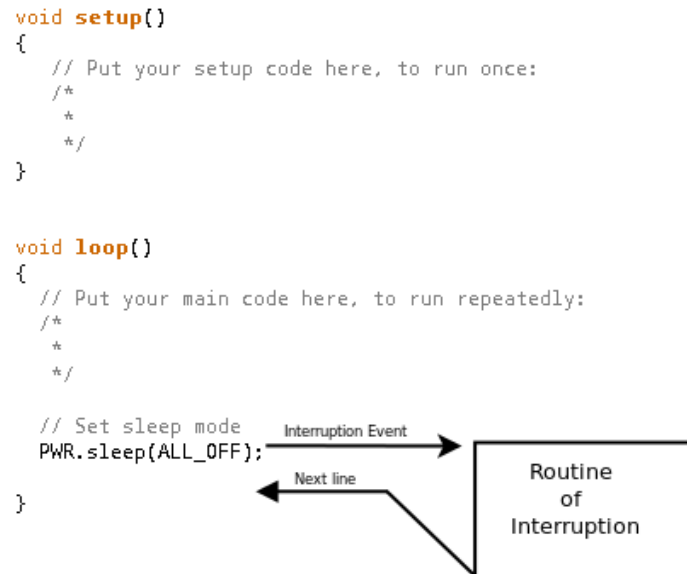 void setup()
{
// Put your setup code here, to run once:
/*
*
*/
}
void loop()
{
// Put your main code here, to run repeatedly:
/*
*
*/
// Set sleep mode
PWR.sleep(ALL_OFF);
Interruption Event
Next line
}
Routine
of
Interruption